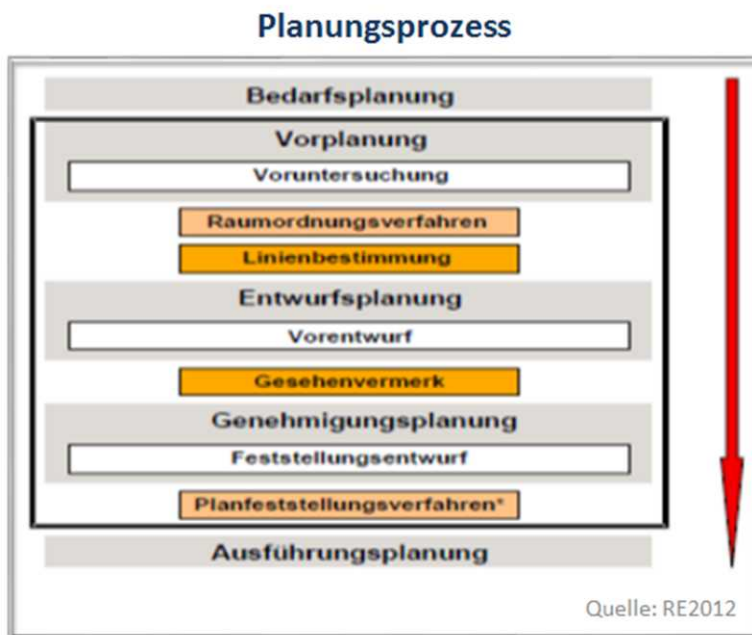 Planungsprozess
Bedarfsplanung
Vorplanung
Voruntersuchung
Raumordnungsverfahren
Linienbestimmung
Entwurfsplanung
Vorentwurf
Gesehenvermerk
Genehmigungsplanung
Feststellungsentwurf
Planfeststellungsverfahren*
Ausführungsplanung
Quelle: RE2012